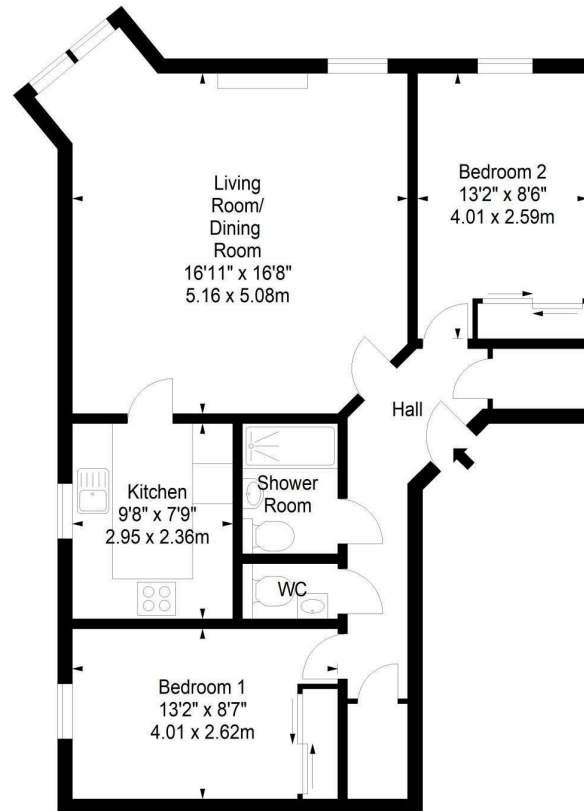 Living
Room/
Dining
Room
16'11" x 16'8"
5.16 x 5.08m
Bedroom 2
13'2" x 8'6"
4.01 x 2.59m
Hall
Kitchen
9'8" x 7'9"
2.95 x 2.36m
Shower
Room
WC
Bedroom 1
13'2" x 8'7"
4.01 x 2.62m